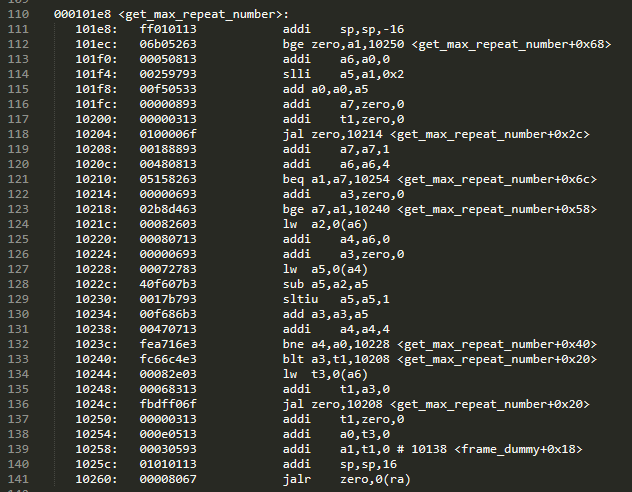 110 000101e8 <get_max_repeat_number>:
111 101e8: ff010113 addi sp,sp,-16
112 101ec: 06b05263 bge zero,a1,10250 <get_max_repeat_number+0x68>
113 101f0: 00050813 addi a6,a0,0
114 101f4: 00259793 slli a5,a1,0x2
115 101f8: 00f50533 add a0,a0,a5
116 101fc: 00000893 addi a7,zero,0
117 10200: 00000313 addi t1,zero,0
118 10204: 0100006f jal zero,10214 <get_max_repeat_number+0x2c>
119 10208: 00188893 addi a7,a7,1
120 1020c: 00480813 addi a6,a6,4
121 10210: 05158263 beq a1,a7,10254 <get_max_repeat_number+0x6c>
122 10214: 00000693 addi a3,zero,0
123 10218: 02b8d463 bge a7,a1,10240 <get_max_repeat_number+0x58>
124 1021c: 00082603 lw a2,0(a6)
125 10220: 00080713 addi a4,a6,0
126 10224: 00000693 addi a3,zero,0
127 10228: 00072783 lw a5,0(a4)
128 1022c: 40f607b3 sub a5,a2,a5
129 10230: 0017b793 sltiu a5,a5,1
130 10234: 00f686b3 add a3,a3,a5
131 10238: 00470713 addi a4,a4,4
132 1023c: fea716e3 bne a4,a0,10228 <get_max_repeat_number+0x40>
133 10240: fc66c4e3 blt a3,t1,10208 <get_max_repeat_number+0x20>
134 10244: 00082e03 lw t3,0(a6)
135 10248: 00068313 addi t1,a3,0
136 1024c: fbdff06f jal zero,10208 <get_max_repeat_number+0x20>
137 10250: 00000313 addi t1,zero,0
138 10254: 000e0513 addi a0,t3,0
139 10258: 00030593 addi a1,t1,0 # 10138 <frame_dummy+0x18>
140 1025c: 01010113 addi sp,sp,16
141 10260: 00008067 jalr zero,0(ra)